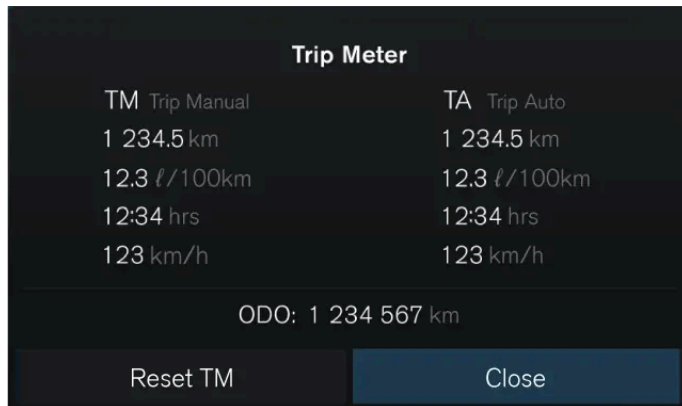 Trip Meter
TM Trip Manual TA Trip Auto
1 234.5 km 1 234.5 km
12.3 ℓ/100km 12.3 ℓ/100km
12:34 hrs 12:34 hrs
123 km/h 123 km/h
ODO: 1 234 567 km
Reset TM Close